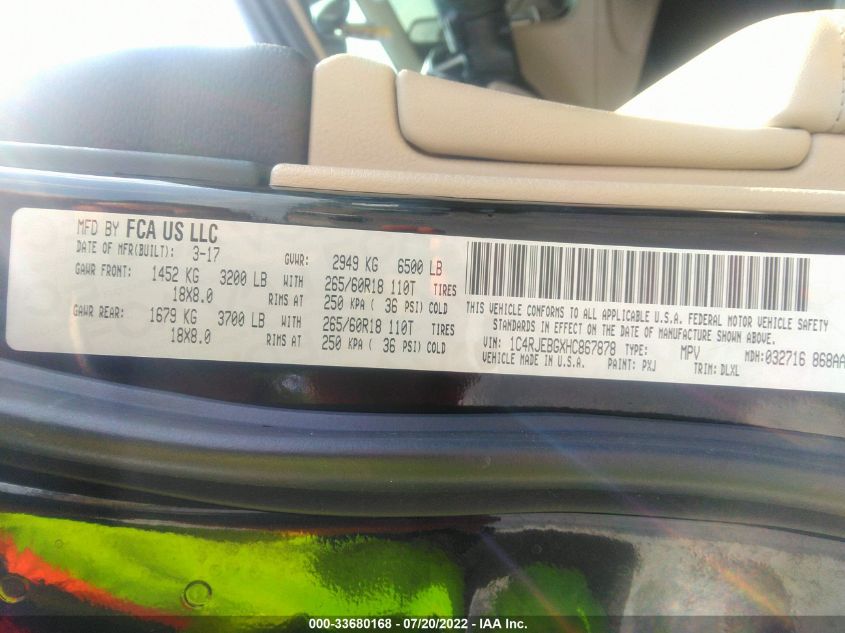 MFD BY FCA US LLC
DATE OF MFR(BUILT): 3-17 GVWR: 2949 KG 6500 LB
GAWR FRONT: 1452 KG 3200 LB WITH 265/60R18 110T TIRES
18X8.0 RIMS AT 250 KPA ( 36 PSI) COLD
GAWR REAR: 1679 KG 3700 LB WITH 265/60R18 110T TIRES
18X8.0 RIMS AT 250 KPA ( 36 PSI) COLD
THIS VEHICLE CONFORMS TO ALL APPLICABLE U.S.A. FEDERAL MOTOR VEHICLE SAFETY
STANDARDS IN EFFECT ON THE DATE OF MANUFACTURE SHOWN ABOVE.
VIN: 1C4RJEBGXHC867878 TYPE: MPV MDH: 032716 868AA
VEHICLE MADE IN U.S.A. PAINT: PXJ TRIM: DLXL
000-33680168 - 07/20/2022 - IAA Inc.